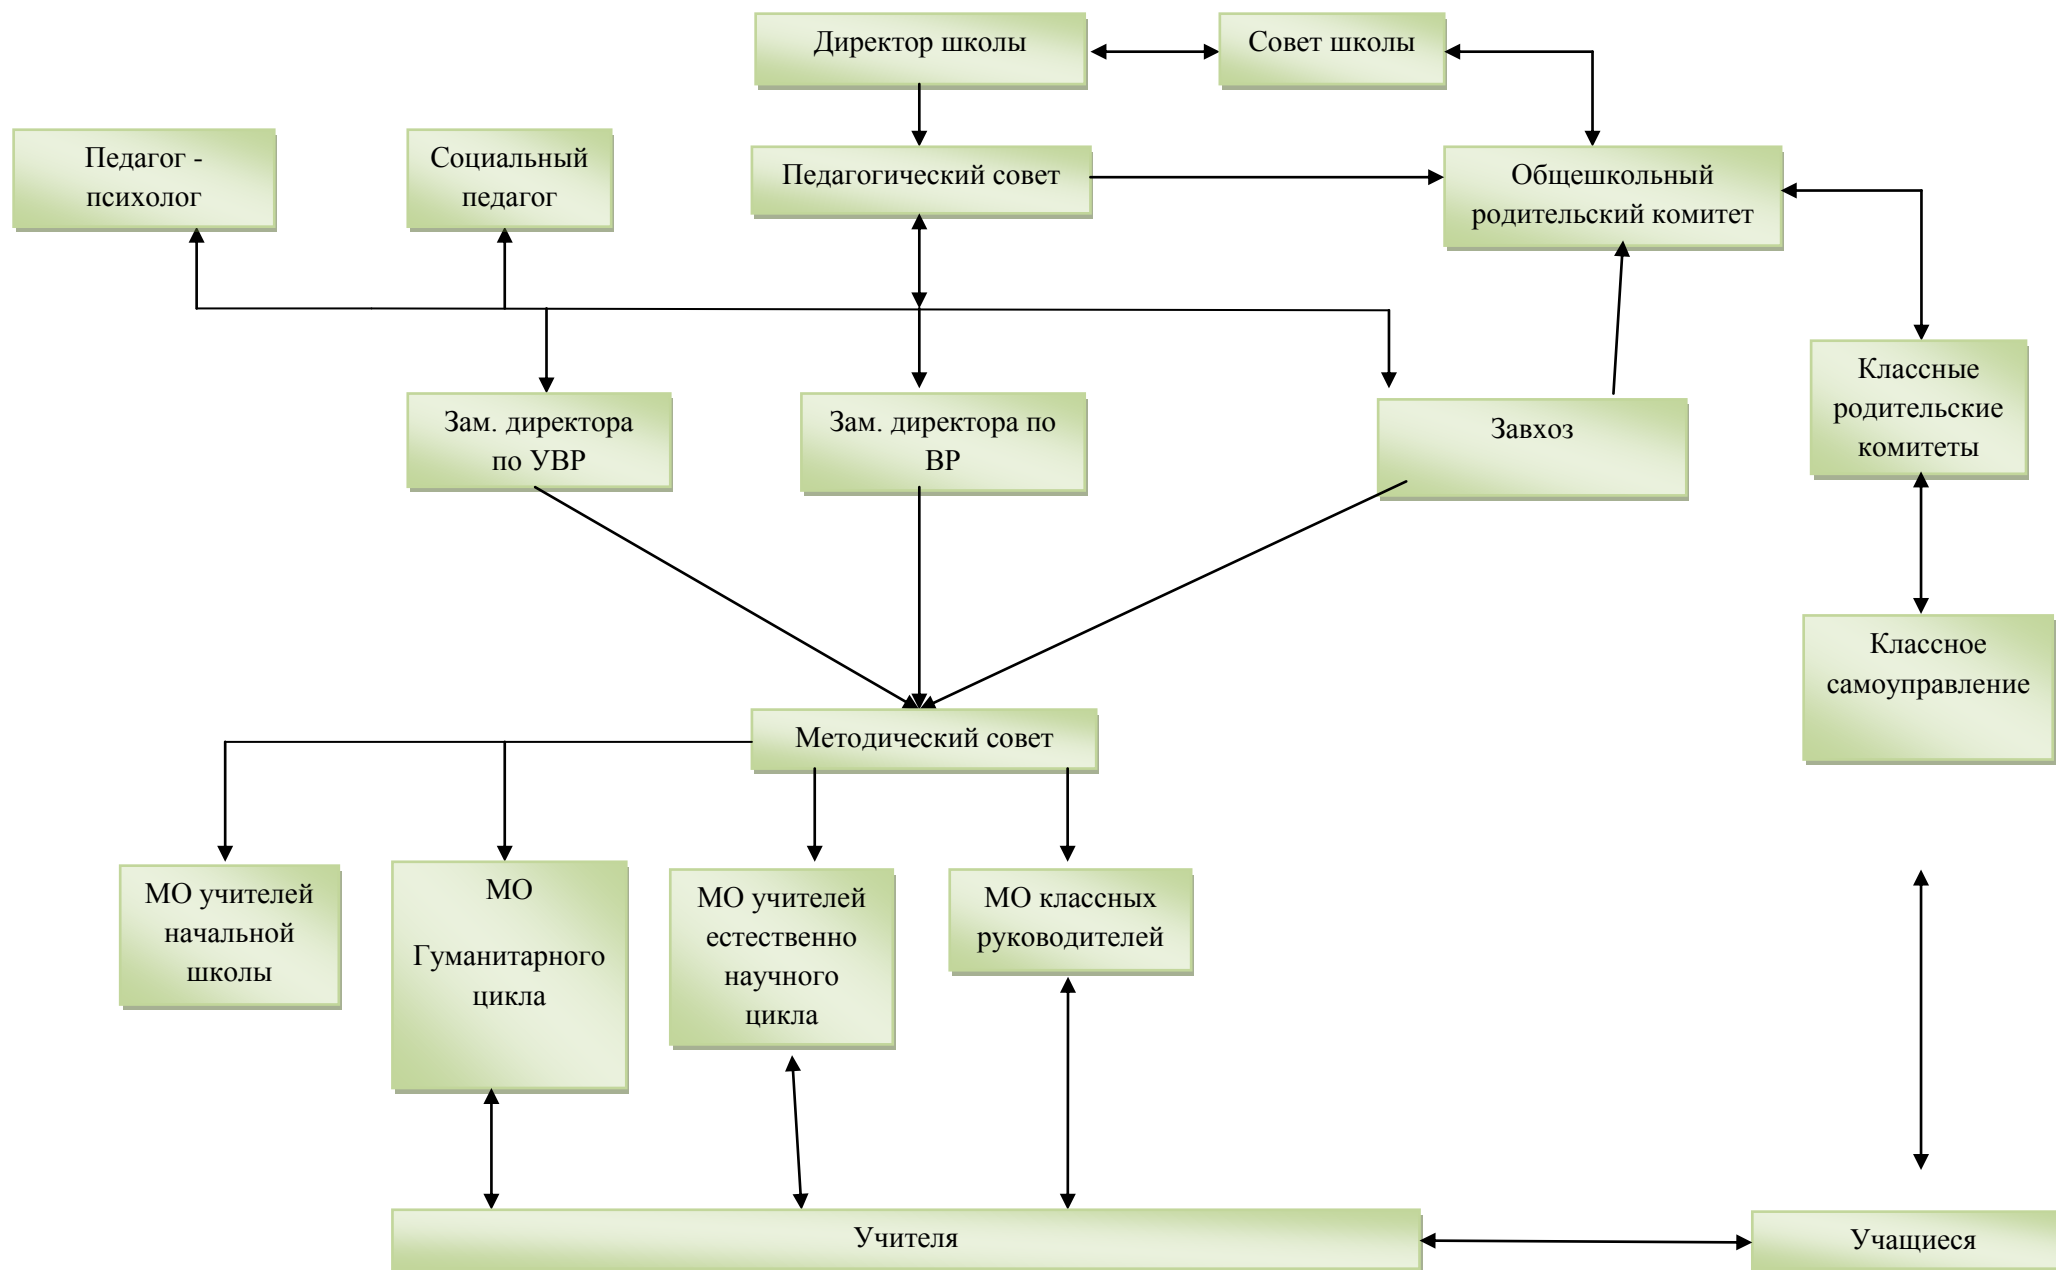 Директор школы
Совет школы
Педагог -
психолог
Социальный
педагог
Педагогический совет
Общешкольный
родительский комитет
Зам. директора
по УВР
Зам. директора по
ВР
Завхоз
Классные
родительские
комитеты
Классное
самоуправление
Методический совет
МО учителей
начальной
школы
МО
Гуманитарного
цикла
МО учителей
естественно
научного
цикла
МО классных
руководителей
Учителя
Учащиеся